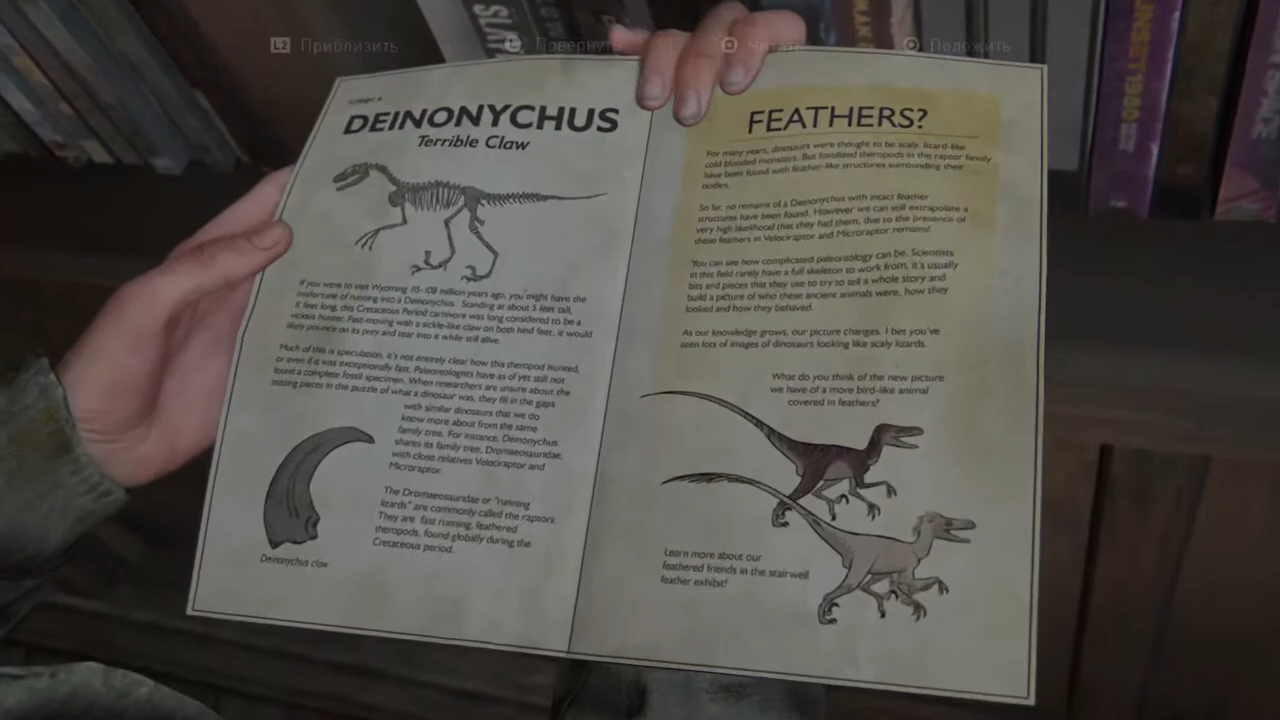 L2 Приблизить
Повернуть
Читать
Положить
UNSET1980
DEINONYCHUS
Terrible Claw
If you were to visit Wyoming 115-108 million years ago, you might have the
misfortune of running into a Deinonychus. Standing at about 5 feet tall,
11 feet long, this Cretaceous Period carnivore was long considered to be a
vicious hunter. Fast-moving with a sickle-like claw on both hind feet, it would
likely pounce on its prey and tear into it while still alive.
Much of this is speculation, it's not entirely clear how this theropod hunted,
or even if it was exceptionally fast. Paleontologists have as of yet still not
found a complete fossil specimen. When researchers are unsure about the
missing pieces in the puzzle of what a dinosaur was, they fill in the gaps
with similar dinosaurs that we do
know more about from the same
family tree. For instance, Deinonychus
shares its family tree, Dromaeosauridae,
with close relatives Velociraptor and
Microraptor.
The Dromaeosauridae or "running
lizards" are commonly called the raptors.
They are fast running, feathered
theropods, found globally during the
Cretaceous period.
Deinonychus claw
FEATHERS?
For many years, dinosaurs were thought to be scaly, lizard-like
cold blooded monsters. But fossilized theropods in the raptor family
have been found with feather-like structures surrounding their
bodies.
So far, no remains of a Deinonychus with intact feather
structures have been found. However we can still extrapolate a
very high likelihood that they had them, due to the presence of
these feathers in Velociraptor and Microraptor remains!
You can see how complicated paleontology can be. Scientists
in this field rarely have a full skeleton to work from, it's usually
bits and pieces that they use to try to tell a whole story and
build a picture of who these ancient animals were, how they
looked and how they behaved.
As our knowledge grows, our picture changes. I bet you've
seen lots of images of dinosaurs looking like scaly lizards.
What do you think of the new picture
we have of a more bird-like animal
covered in feathers?
Learn more about our
feathered friends in the stairwell
feather exhibit!